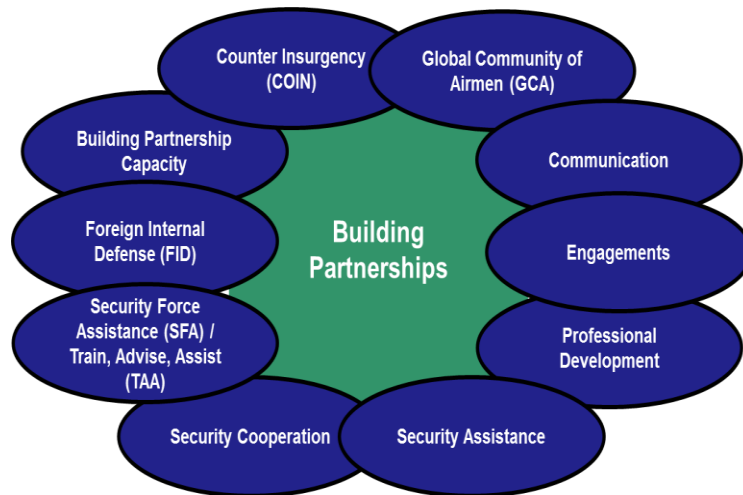 Counter Insurgency
(COIN)
Global Community of
Airmen (GCA)
Building Partnership
Capacity
Communication
Foreign Internal
Defense (FID)
Building
Partnerships
Engagements
Security Force
Assistance (SFA) /
Train, Advise, Assist
(TAA)
Professional
Development
Security Cooperation
Security Assistance